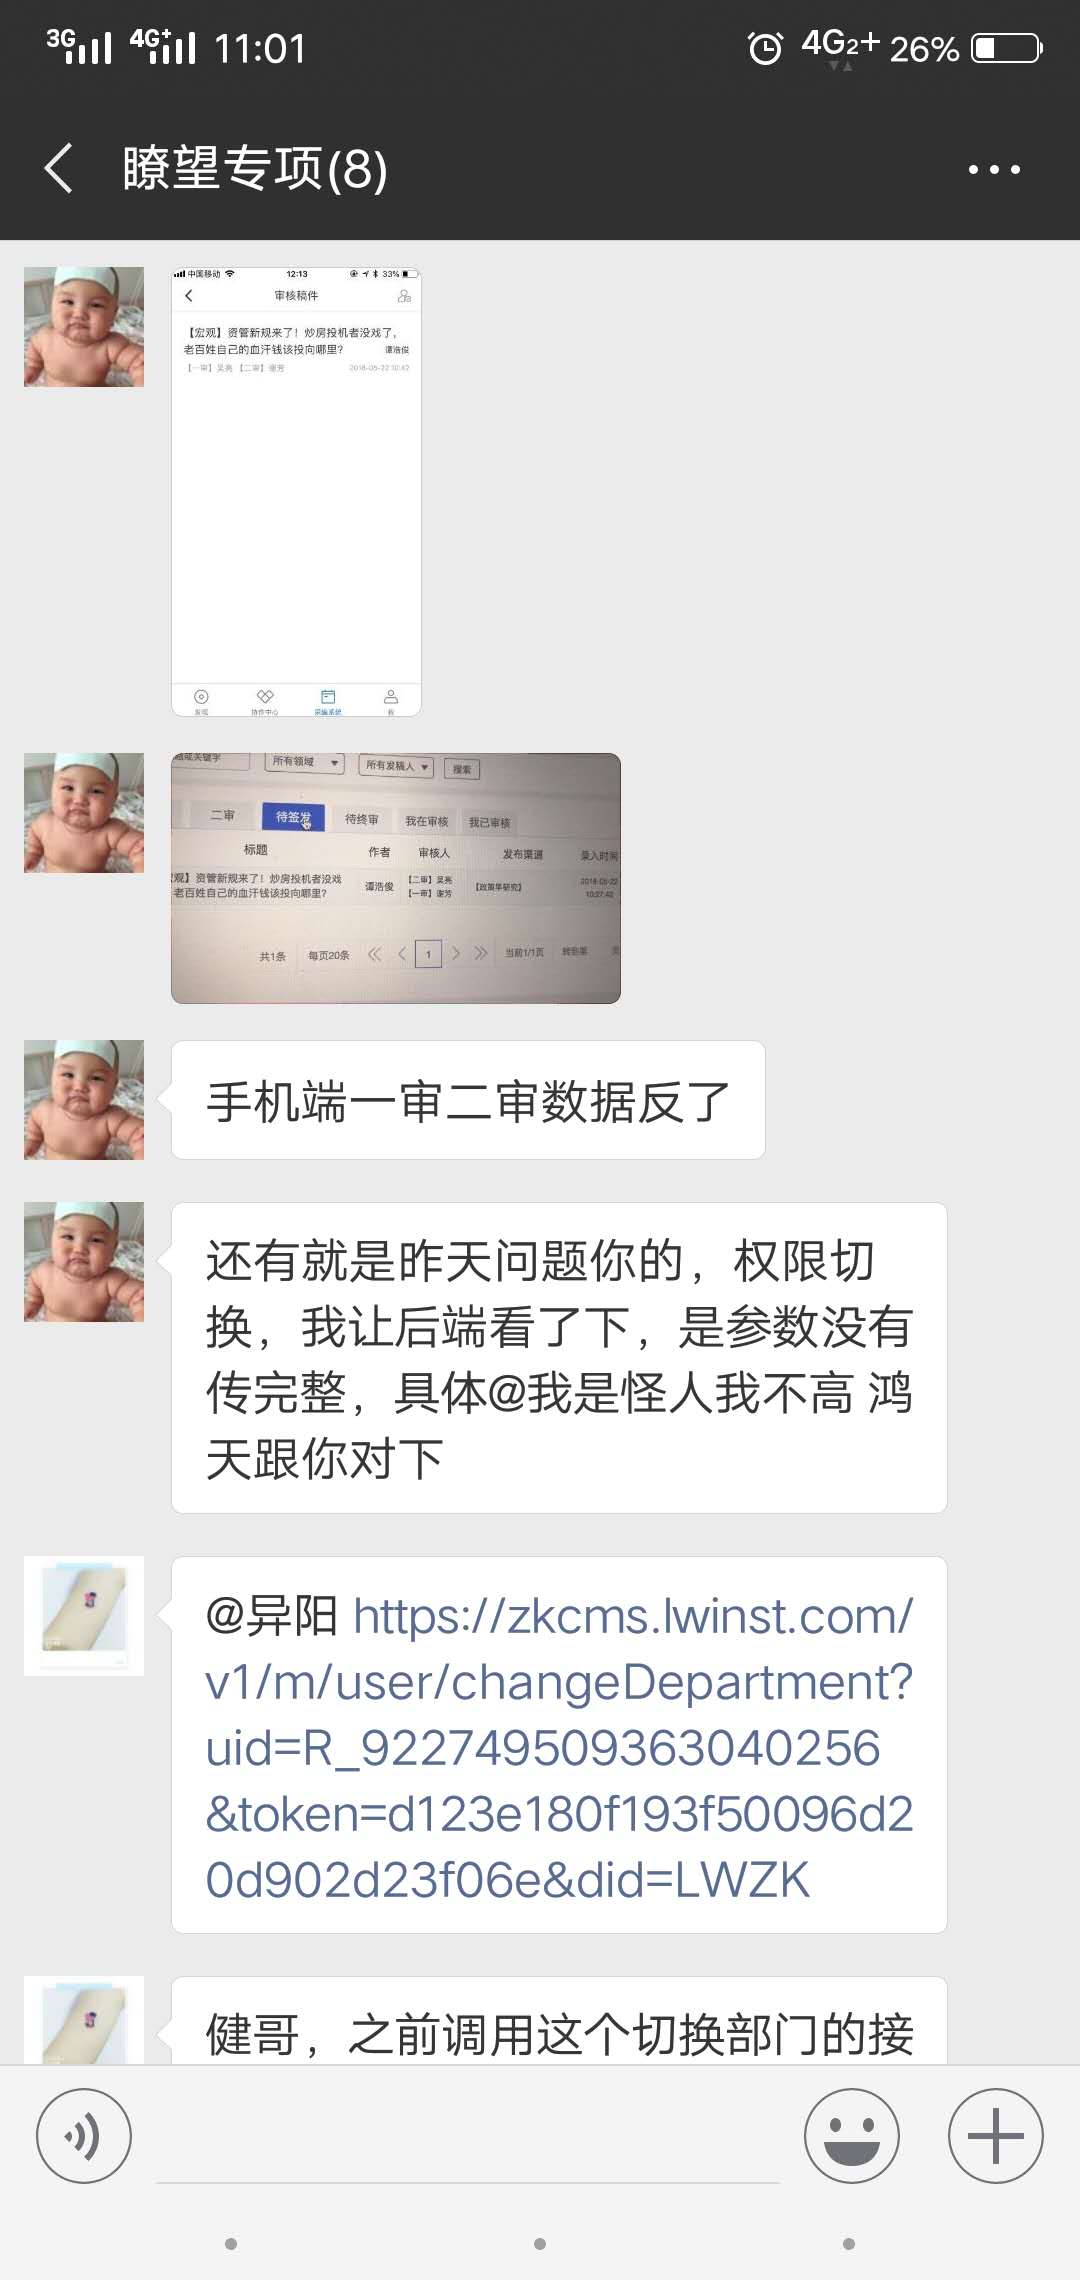 3G 4G+ 11:01 4G2+ 26%
瞭望专项(8)
中国移动 12:13 33%
审核稿件
【宏观】资管新规来了！炒房投机者没戏了，
老百姓自己的血汗钱该投向哪里？ 谭浩俊
【一审】吴亮 【二审】谢芳 2018-05-22 10:42
发现 协作中心 采编系统 我
所有领域 所有发稿人 搜索
二审 待签发 待终审 我在审核 我已审核
标题 作者 审核人 发布渠道 录入时间
观】资管新规来了！炒房投机者没戏
老百姓自己的血汗钱该投向哪里？ 谭浩俊 【二审】吴亮
【一审】谢芳 【政策早研究】 2018-05-22
10:27:42
共1条 每页20条 1 当前1/1页
手机端一审二审数据反了
还有就是昨天问题你的，权限切
换，我让后端看了下，是参数没有
传完整，具体@我是怪人我不高 鸿
天跟你对下
@异阳 https://zkcms.lwinst.com/
v1/m/user/changeDepartment?
uid=R_922749509363040256
&token=d123e180f193f50096d2
0d902d23f06e&did=LWZK
健哥，之前调用这个切换部门的接